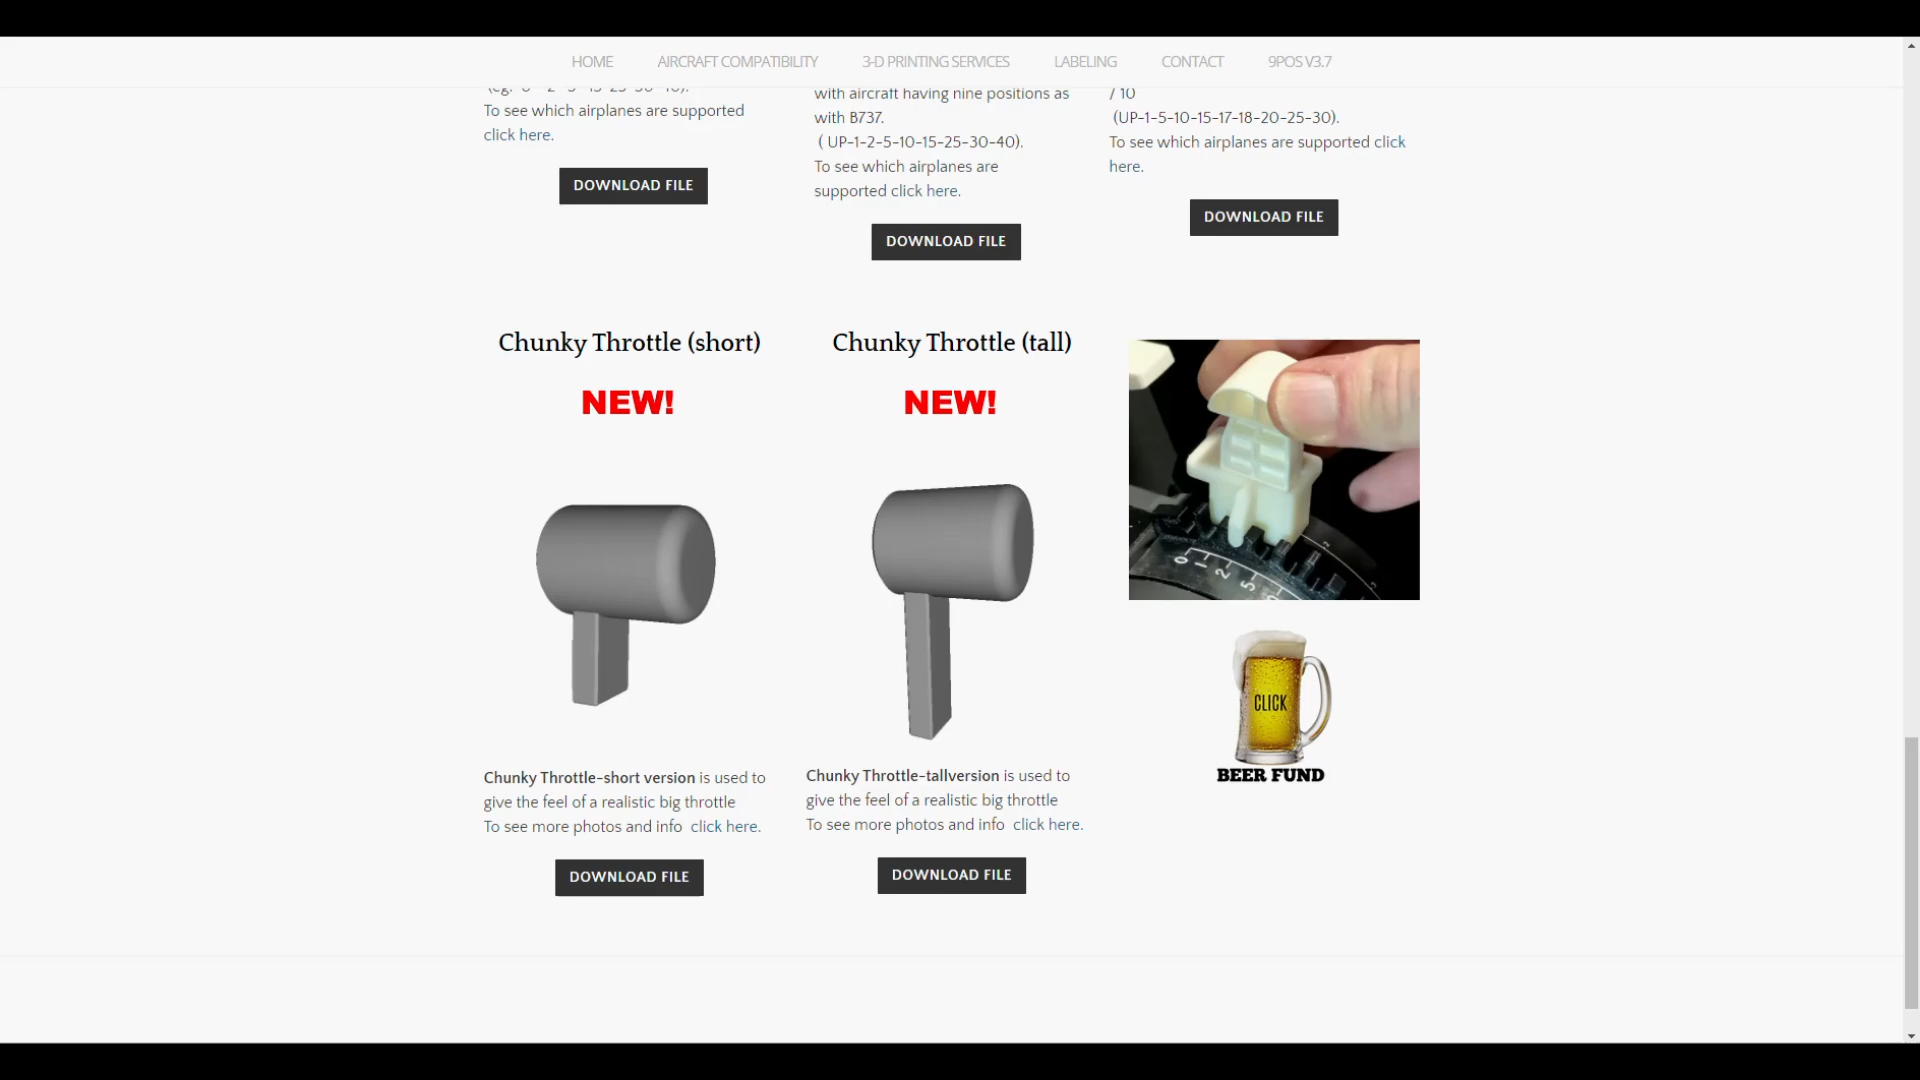 HOME AIRCRAFT COMPATIBILITY 3-D PRINTING SERVICES LABELING CONTACT 9POS V3.7
To see which airplanes are supported
click here.
DOWNLOAD FILE
with aircraft having nine positions as
with B737.
( UP-1-2-5-10-15-25-30-40).
To see which airplanes are
supported click here.
DOWNLOAD FILE
/ 10
(UP-1-5-10-15-17-18-20-25-30).
To see which airplanes are supported click
here.
DOWNLOAD FILE
Chunky Throttle (short)
NEW!
Chunky Throttle-short version is used to
give the feel of a realistic big throttle
To see more photos and info click here.
DOWNLOAD FILE
Chunky Throttle (tall)
NEW!
Chunky Throttle-tallversion is used to
give the feel of a realistic big throttle
To see more photos and info click here.
DOWNLOAD FILE
0 1 2 5
CLICK
BEER FUND